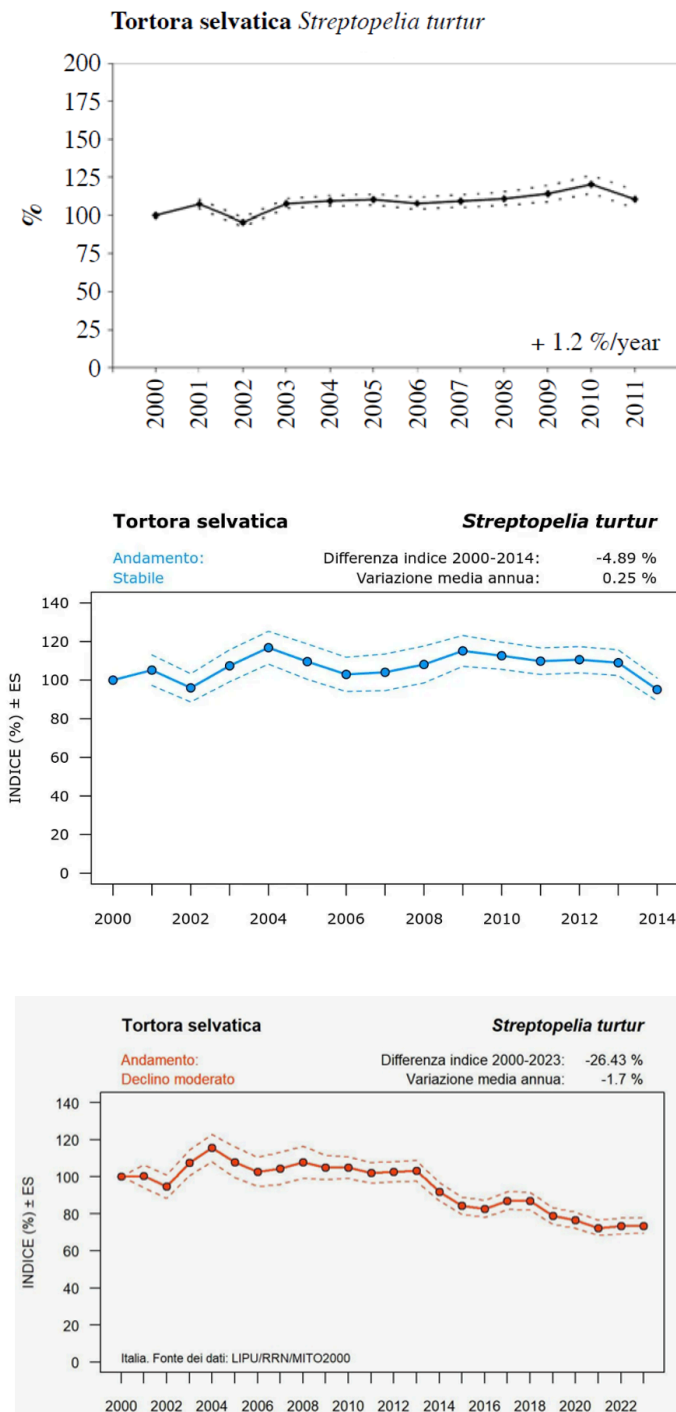 Tortora selvatica Streptopelia turtur
200
175
150
125
100
75
50
25
0
%
+ 1.2 %/year
2000 2001 2002 2003 2004 2005 2006 2007 2008 2009 2010 2011
Tortora selvatica Streptopelia turtur
Andamento: Differenza indice 2000-2014: -4.89 %
Stabile Variazione media annua: 0.25 %
140
120
100
80
60
40
20
0
INDICE (%) ± ES
2000 2002 2004 2006 2008 2010 2012 2014
Tortora selvatica Streptopelia turtur
Andamento: Differenza indice 2000-2023: -26.43 %
Declino moderato Variazione media annua: -1.7 %
140
120
100
80
60
40
20
0
INDICE (%) ± ES
Italia. Fonte dei dati: LIPU/RRN/MITO2000
2000 2002 2004 2006 2008 2010 2012 2014 2016 2018 2020 2022